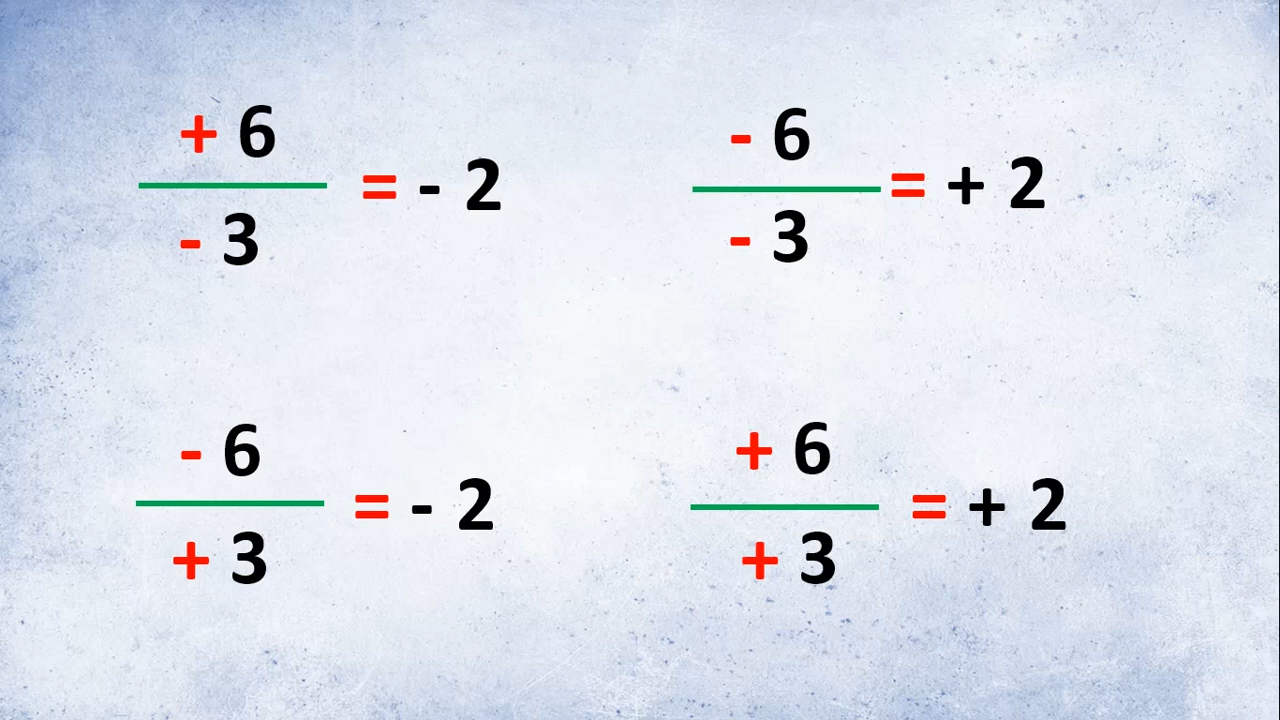 + 6
- 3
= - 2
- 6
- 3
= + 2
- 6
+ 3
= - 2
+ 6
+ 3
= + 2